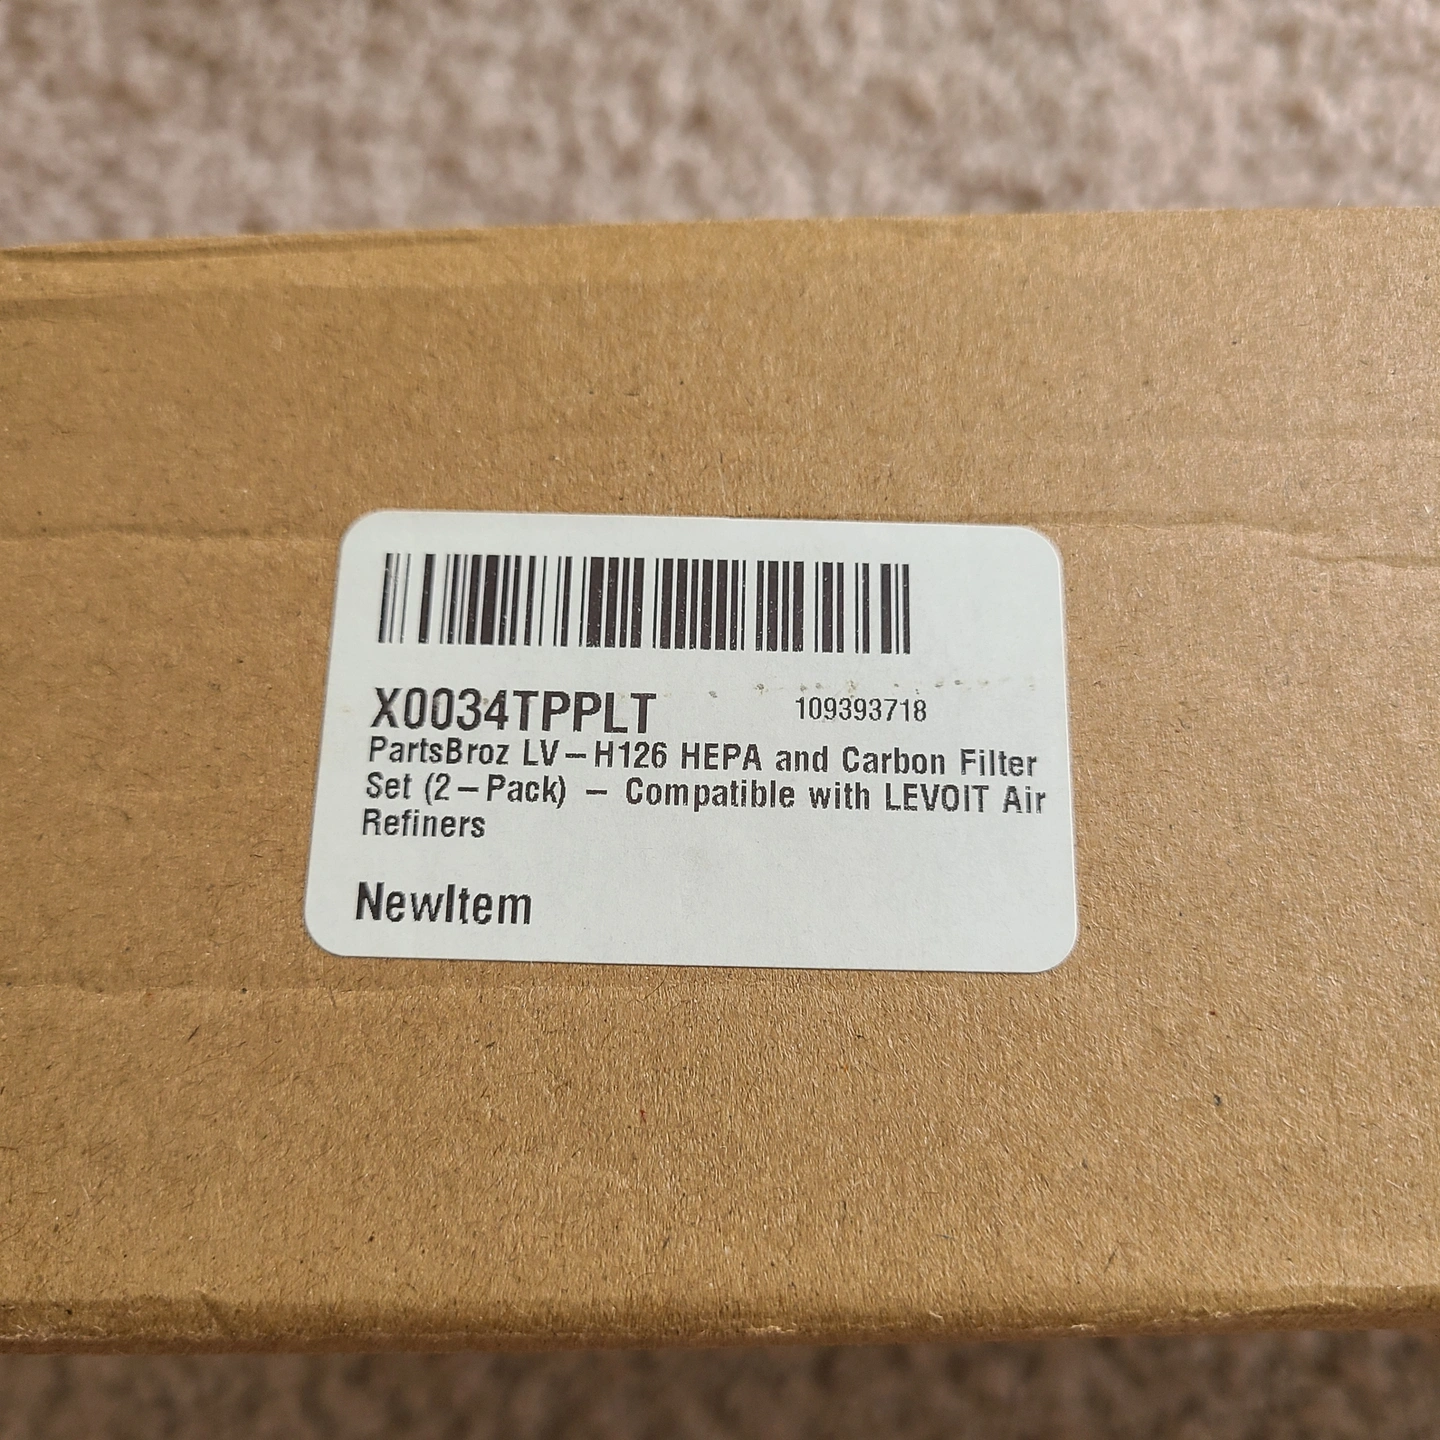 X0034TPPLT 109393718
PartsBroz LV-H126 HEPA and Carbon Filter
Set (2-Pack) - Compatible with LEVOIT Air
Refiners
NewItem